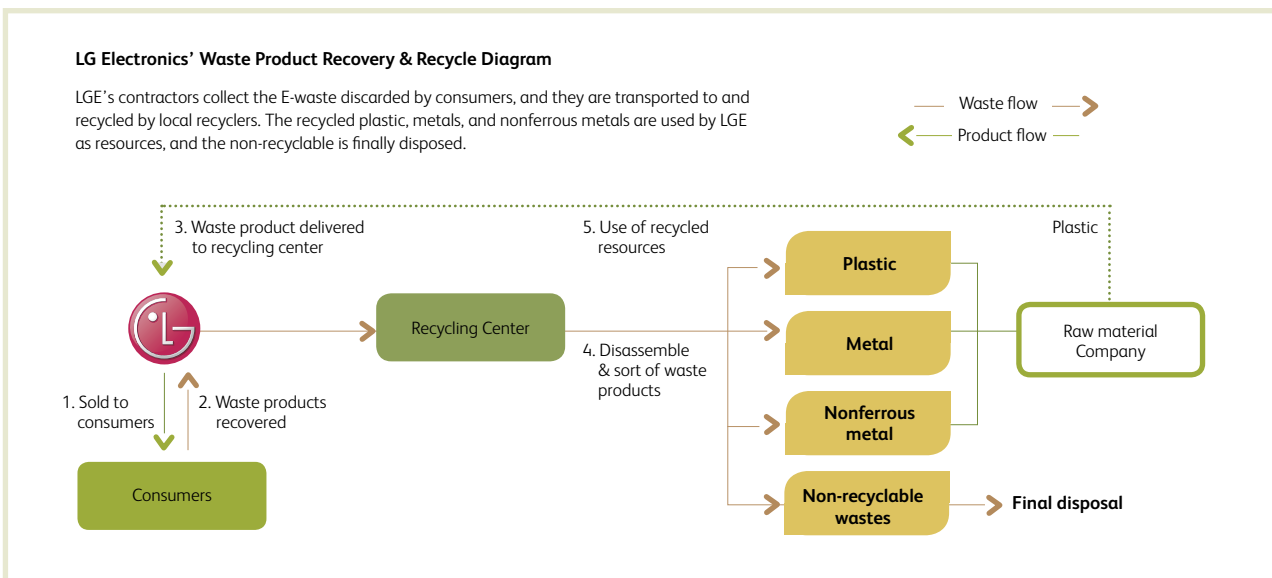 LG Electronics’ Waste Product Recovery & Recycle Diagram
LGE’s contractors collect the E-waste discarded by consumers, and they are transported to and
recycled by local recyclers. The recycled plastic, metals, and nonferrous metals are used by LGE
as resources, and the non-recyclable is finally disposed.
Waste flow
Product flow
3. Waste product delivered
to recycling center
5. Use of recycled
resources
Plastic
Plastic
LG
Recycling Center
Metal
Raw material
Company
4. Disassemble
& sort of waste
products
1. Sold to
consumers
2. Waste products
recovered
Nonferrous
metal
Consumers
Non-recyclable
wastes
Final disposal